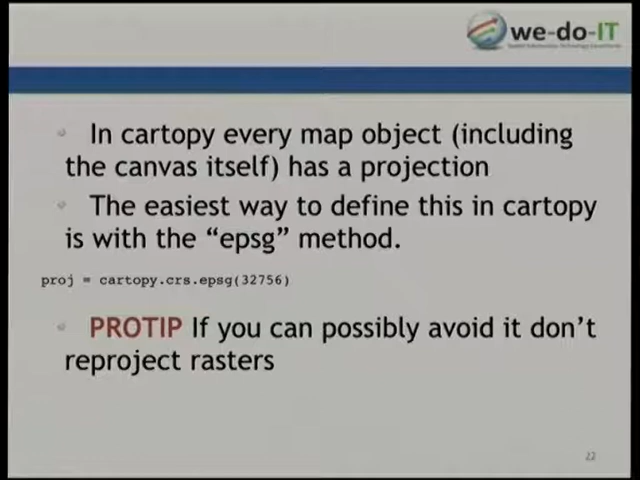 we-do-IT
In cartopy every map object (including
the canvas itself) has a projection
The easiest way to define this in cartopy
is with the “epsg” method.
proj = cartopy.crs.epsg(32756)
PROTIP If you can possibly avoid it don’t
reproject rasters
22